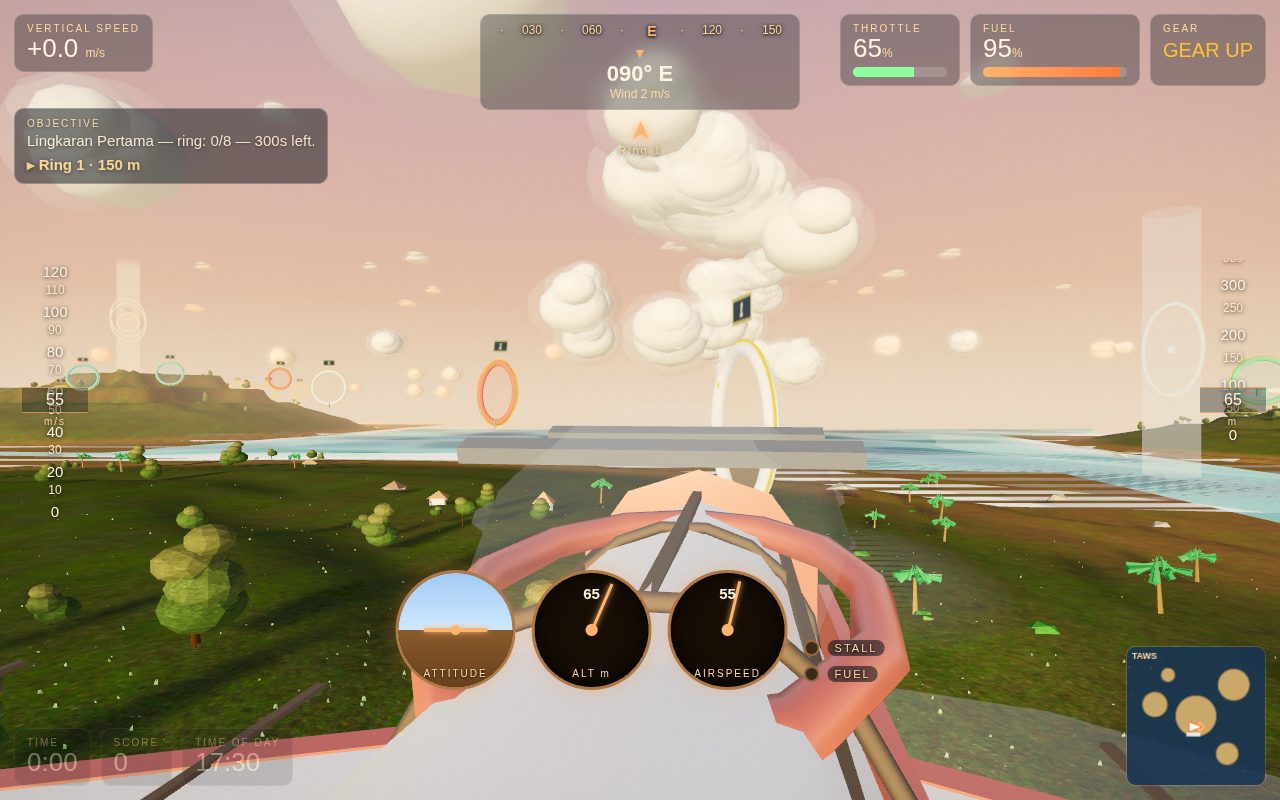 VERTICAL SPEED
+0.0 m/s
· 030 · 060 · E · 120 · 150
090° E
Wind 2 m/s
THROTTLE
65%
FUEL
95%
GEAR
GEAR UP
OBJECTIVE
Lingkaran Pertama — ring: 0/8 — 300s left.
▸ Ring 1 · 150 m
Ring 1
120
110
100
90
80
70
55
50
m/s
40
30
20
10
0
300
200
150
100
65
m
0
ATTITUDE
65
ALT m
55
AIRSPEED
STALL
FUEL
TAWS
TIME
0:00
SCORE
0
TIME OF DAY
17:30